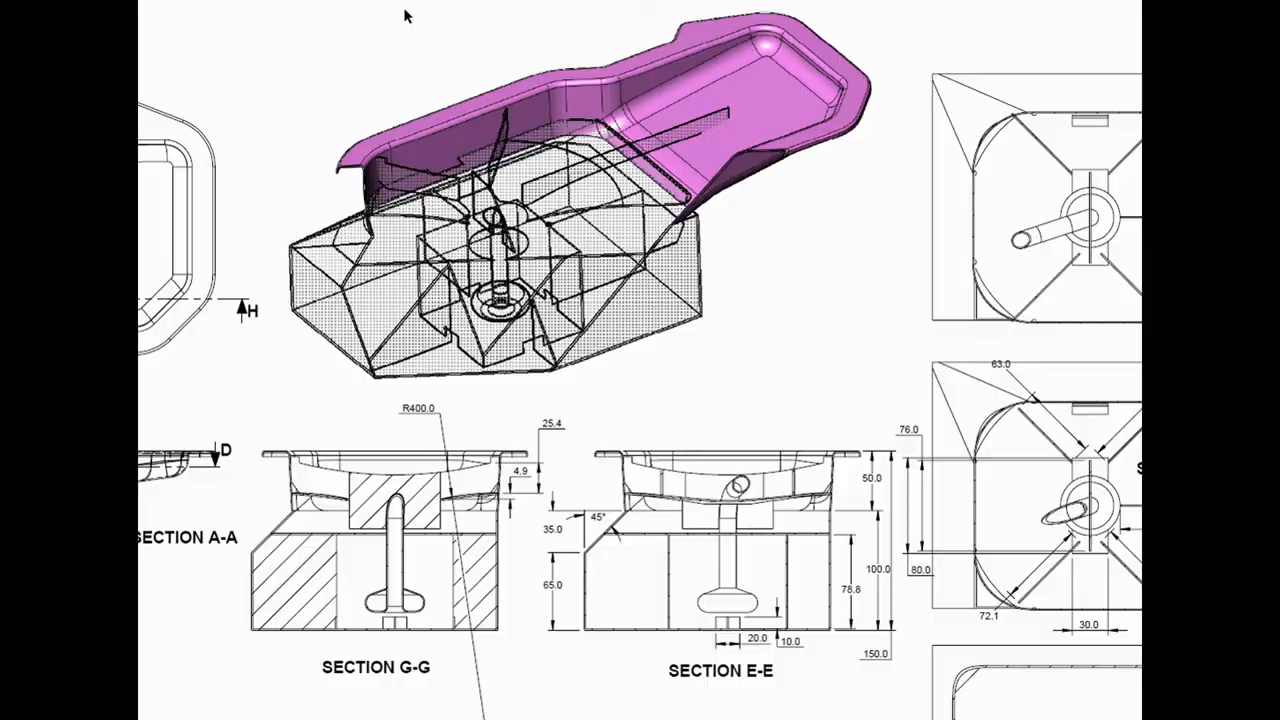 H
R400.0
25.4
4.9
D
SECTION A-A
SECTION G-G
50.0
35.0
45°
65.0
100.0
78.8
20.0
10.0
150.0
SECTION E-E
63.0
76.0
80.0
72.1
30.0
S